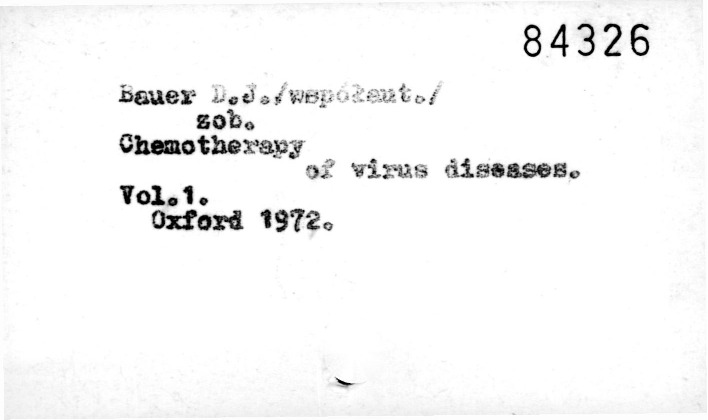 84326
Bauer D.J./współaut./
zob.
Chemotherapy
of virus diseases.
Vol.1.
Oxford 1972.